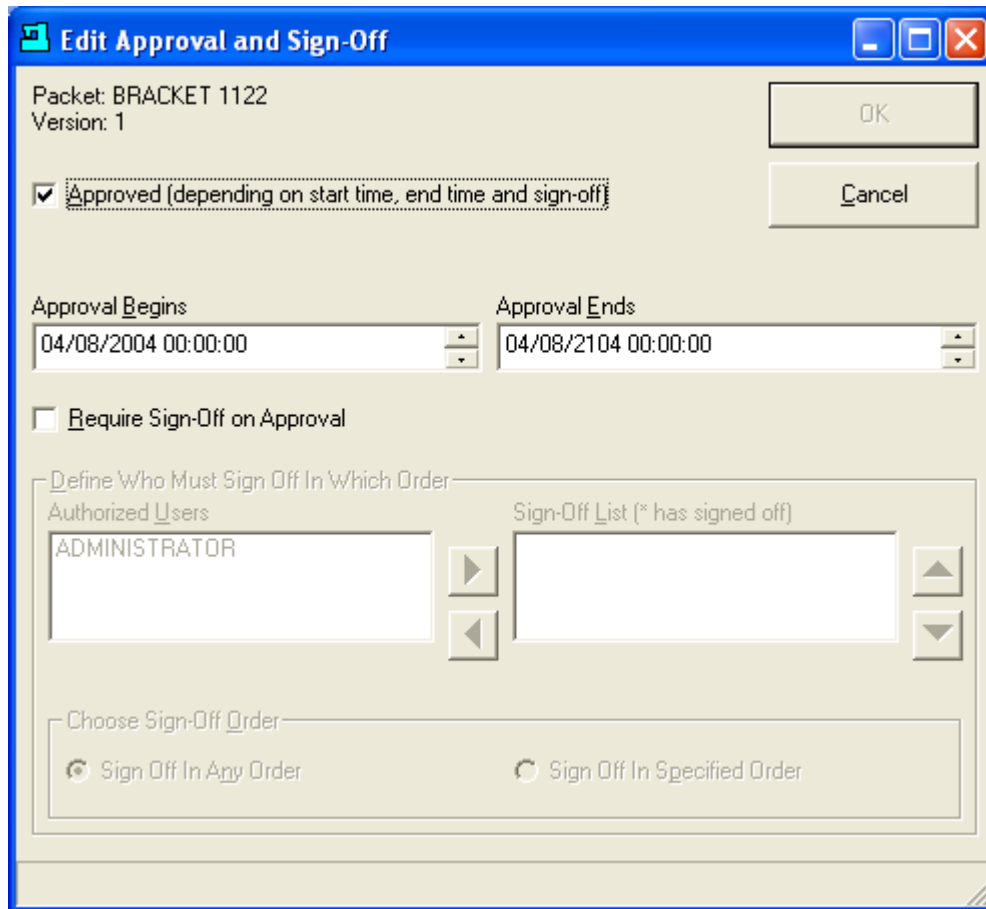 Edit Approval and Sign-Off
Packet: BRACKET 1122
Version: 1
OK
Approved (depending on start time, end time and sign-off)
Cancel
Approval Begins
Approval Ends
04/08/2004 00:00:00
04/08/2104 00:00:00
Require Sign-Off on Approval
Define Who Must Sign Off In Which Order
Authorized Users
Sign-Off List (* has signed off)
ADMINISTRATOR
Choose Sign-Off Order
Sign Off In Any Order
Sign Off In Specified Order